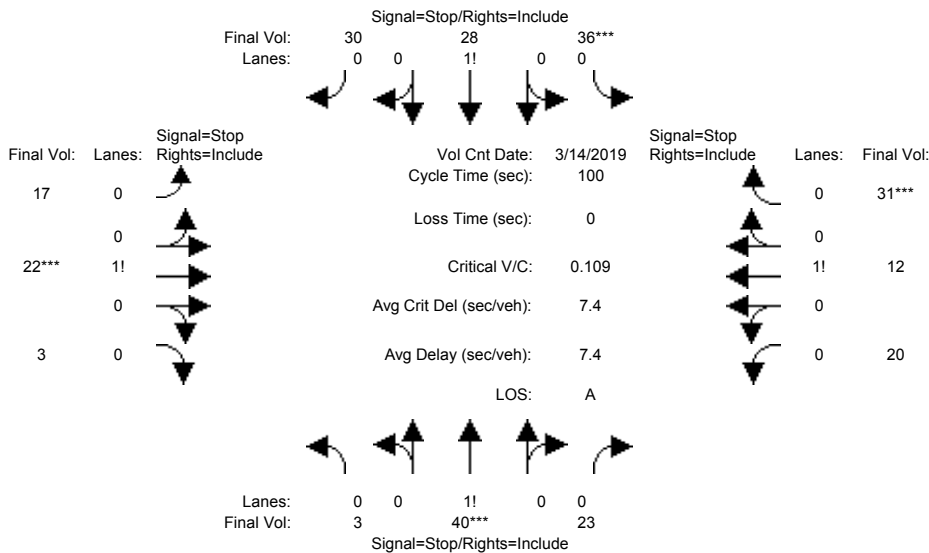 Signal=Stop/Rights=Include
Final Vol: 30 28 36***
Lanes: 0 0 1! 0 0
Signal=Stop Signal=Stop
Final Vol: Lanes: Rights=Include Vol Cnt Date: 3/14/2019 Rights=Include Lanes: Final Vol:
Cycle Time (sec): 100
17 0 0 31***
Loss Time (sec): 0
0 0
22*** 1! Critical V/C: 0.109 1! 12
0 Avg Crit Del (sec/veh): 7.4 0
3 0 Avg Delay (sec/veh): 7.4 0 20
LOS: A
Lanes: 0 0 1! 0 0
Final Vol: 3 40*** 23
Signal=Stop/Rights=Include